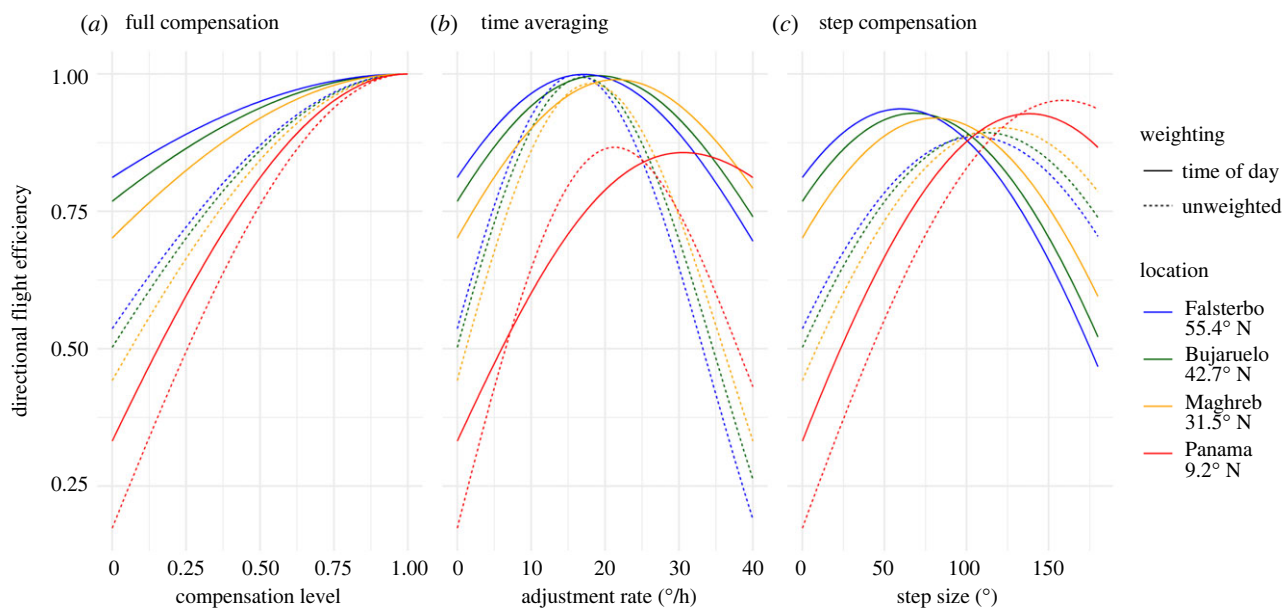 (a) full compensation
(b) time averaging
(c) step compensation
directional flight efficiency
1.00
0.75
0.50
0.25
0 0.25 0.50 0.75 1.00
compensation level
0 10 20 30 40
adjustment rate (°/h)
0 50 100 150
step size (°)
weighting
time of day
unweighted
location
Falsterbo
55.4° N
Bujaruelo
42.7° N
Maghreb
31.5° N
Panama
9.2° N